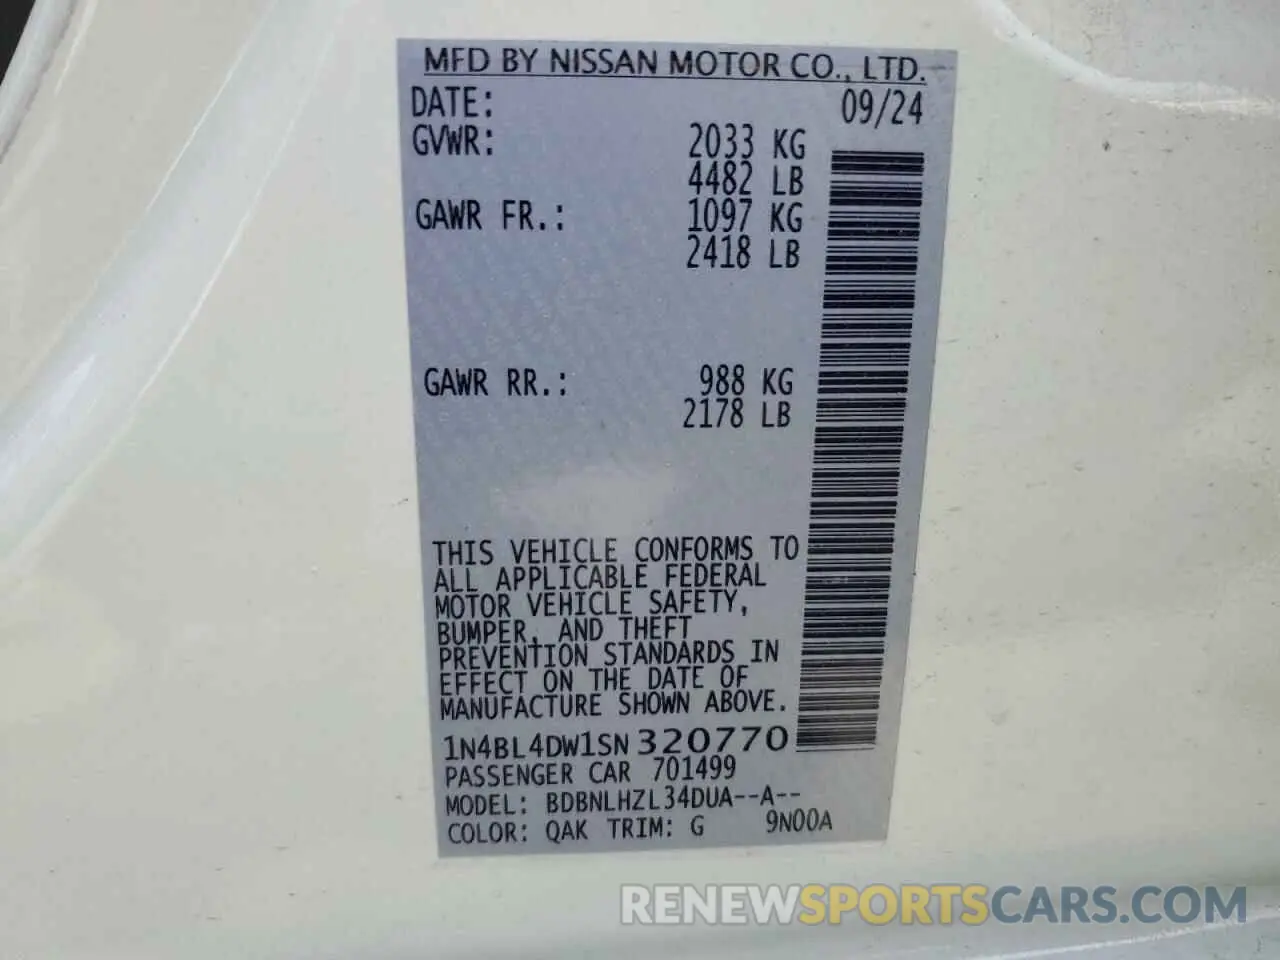 MFD BY NISSAN MOTOR CO., LTD.
DATE: 09/24
GVWR: 2033 KG
4482 LB
GAWR FR.: 1097 KG
2418 LB
GAWR RR.: 988 KG
2178 LB
THIS VEHICLE CONFORMS TO
ALL APPLICABLE FEDERAL
MOTOR VEHICLE SAFETY,
BUMPER, AND THEFT
PREVENTION STANDARDS IN
EFFECT ON THE DATE OF
MANUFACTURE SHOWN ABOVE.
1N4BL4DW1SN320770
PASSENGER CAR 701499
MODEL: BDBNLHZL34DUA--A--
COLOR: QAK TRIM: G 9N00A
RENEWSPORTSCARS.COM